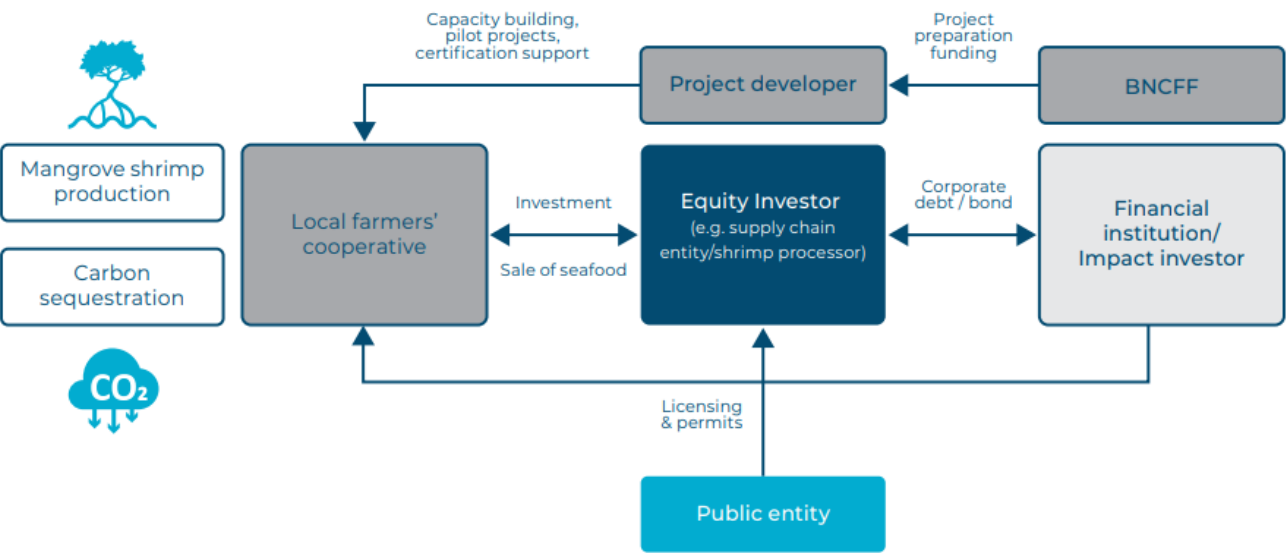 Capacity building,
pilot projects,
certification support
Project
preparation
funding
Project developer
BNCFF
Mangrove shrimp
production
Carbon
sequestration
CO₂
Local farmers’
cooperative
Investment
Sale of seafood
Equity Investor
(e.g. supply chain
entity/shrimp processor)
Corporate
debt / bond
Financial
institution/
Impact investor
Licensing
& permits
Public entity